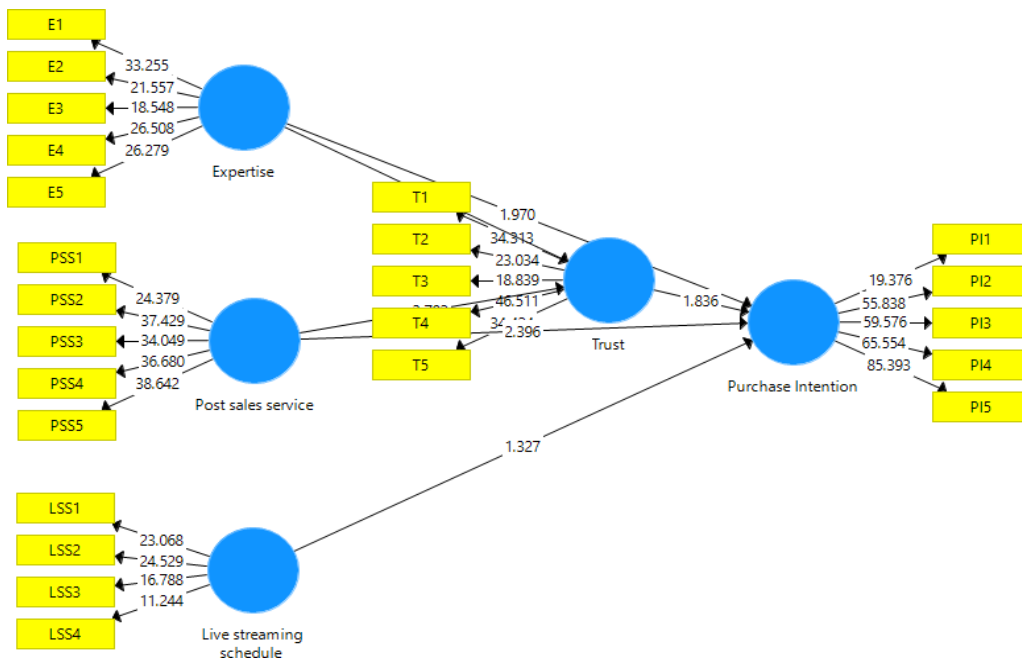 E1
E2
E3
E4
E5
33.255
21.557
18.548
26.508
26.279
Expertise
PSS1
PSS2
PSS3
PSS4
PSS5
24.379
37.429
34.049
36.680
38.642
Post sales service
LSS1
LSS2
LSS3
LSS4
23.068
24.529
16.788
11.244
Live streaming
schedule
T1
T2
T3
T4
T5
34.313
23.034
18.839
46.511
Trust
1.970
1.836
2.396
1.327
Purchase Intention
19.376
55.838
59.576
65.554
85.393
PI1
PI2
PI3
PI4
PI5